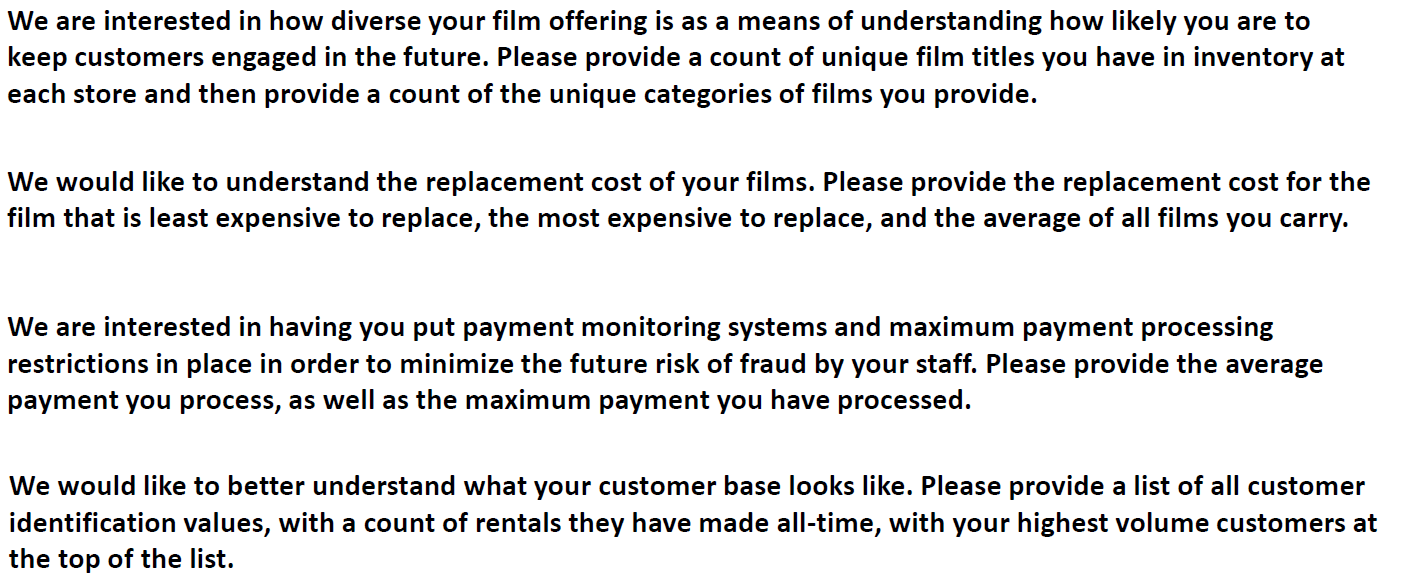 We are interested in how diverse your film offering is as a means of understanding how likely you are to
keep customers engaged in the future. Please provide a count of unique film titles you have in inventory at
each store and then provide a count of the unique categories of films you provide.
We would like to understand the replacement cost of your films. Please provide the replacement cost for the
film that is least expensive to replace, the most expensive to replace, and the average of all films you carry.
We are interested in having you put payment monitoring systems and maximum payment processing
restrictions in place in order to minimize the future risk of fraud by your staff. Please provide the average
payment you process, as well as the maximum payment you have processed.
We would like to better understand what your customer base looks like. Please provide a list of all customer
identification values, with a count of rentals they have made all-time, with your highest volume customers at
the top of the list.